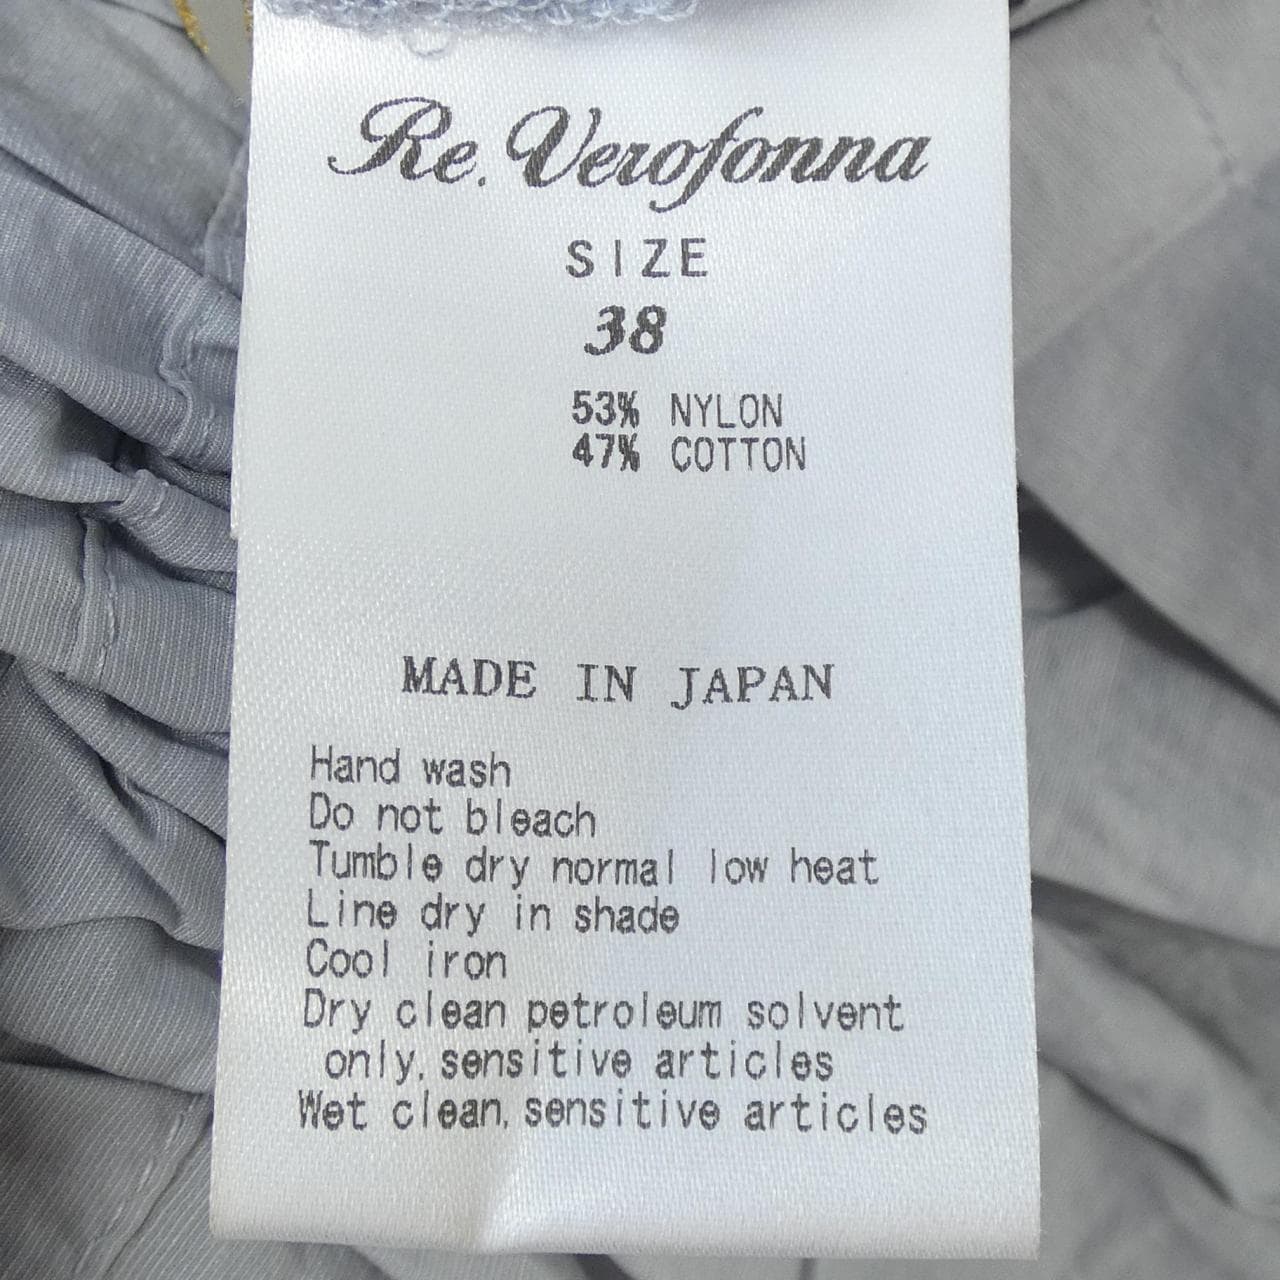 Re. Verofonna
SIZE
38
53% NYLON
47% COTTON
MADE IN JAPAN
Hand wash
Do not bleach
Tumble dry normal low heat
Line dry in shade
Cool iron
Dry clean petroleum solvent
only, sensitive articles
Wet clean, sensitive articles